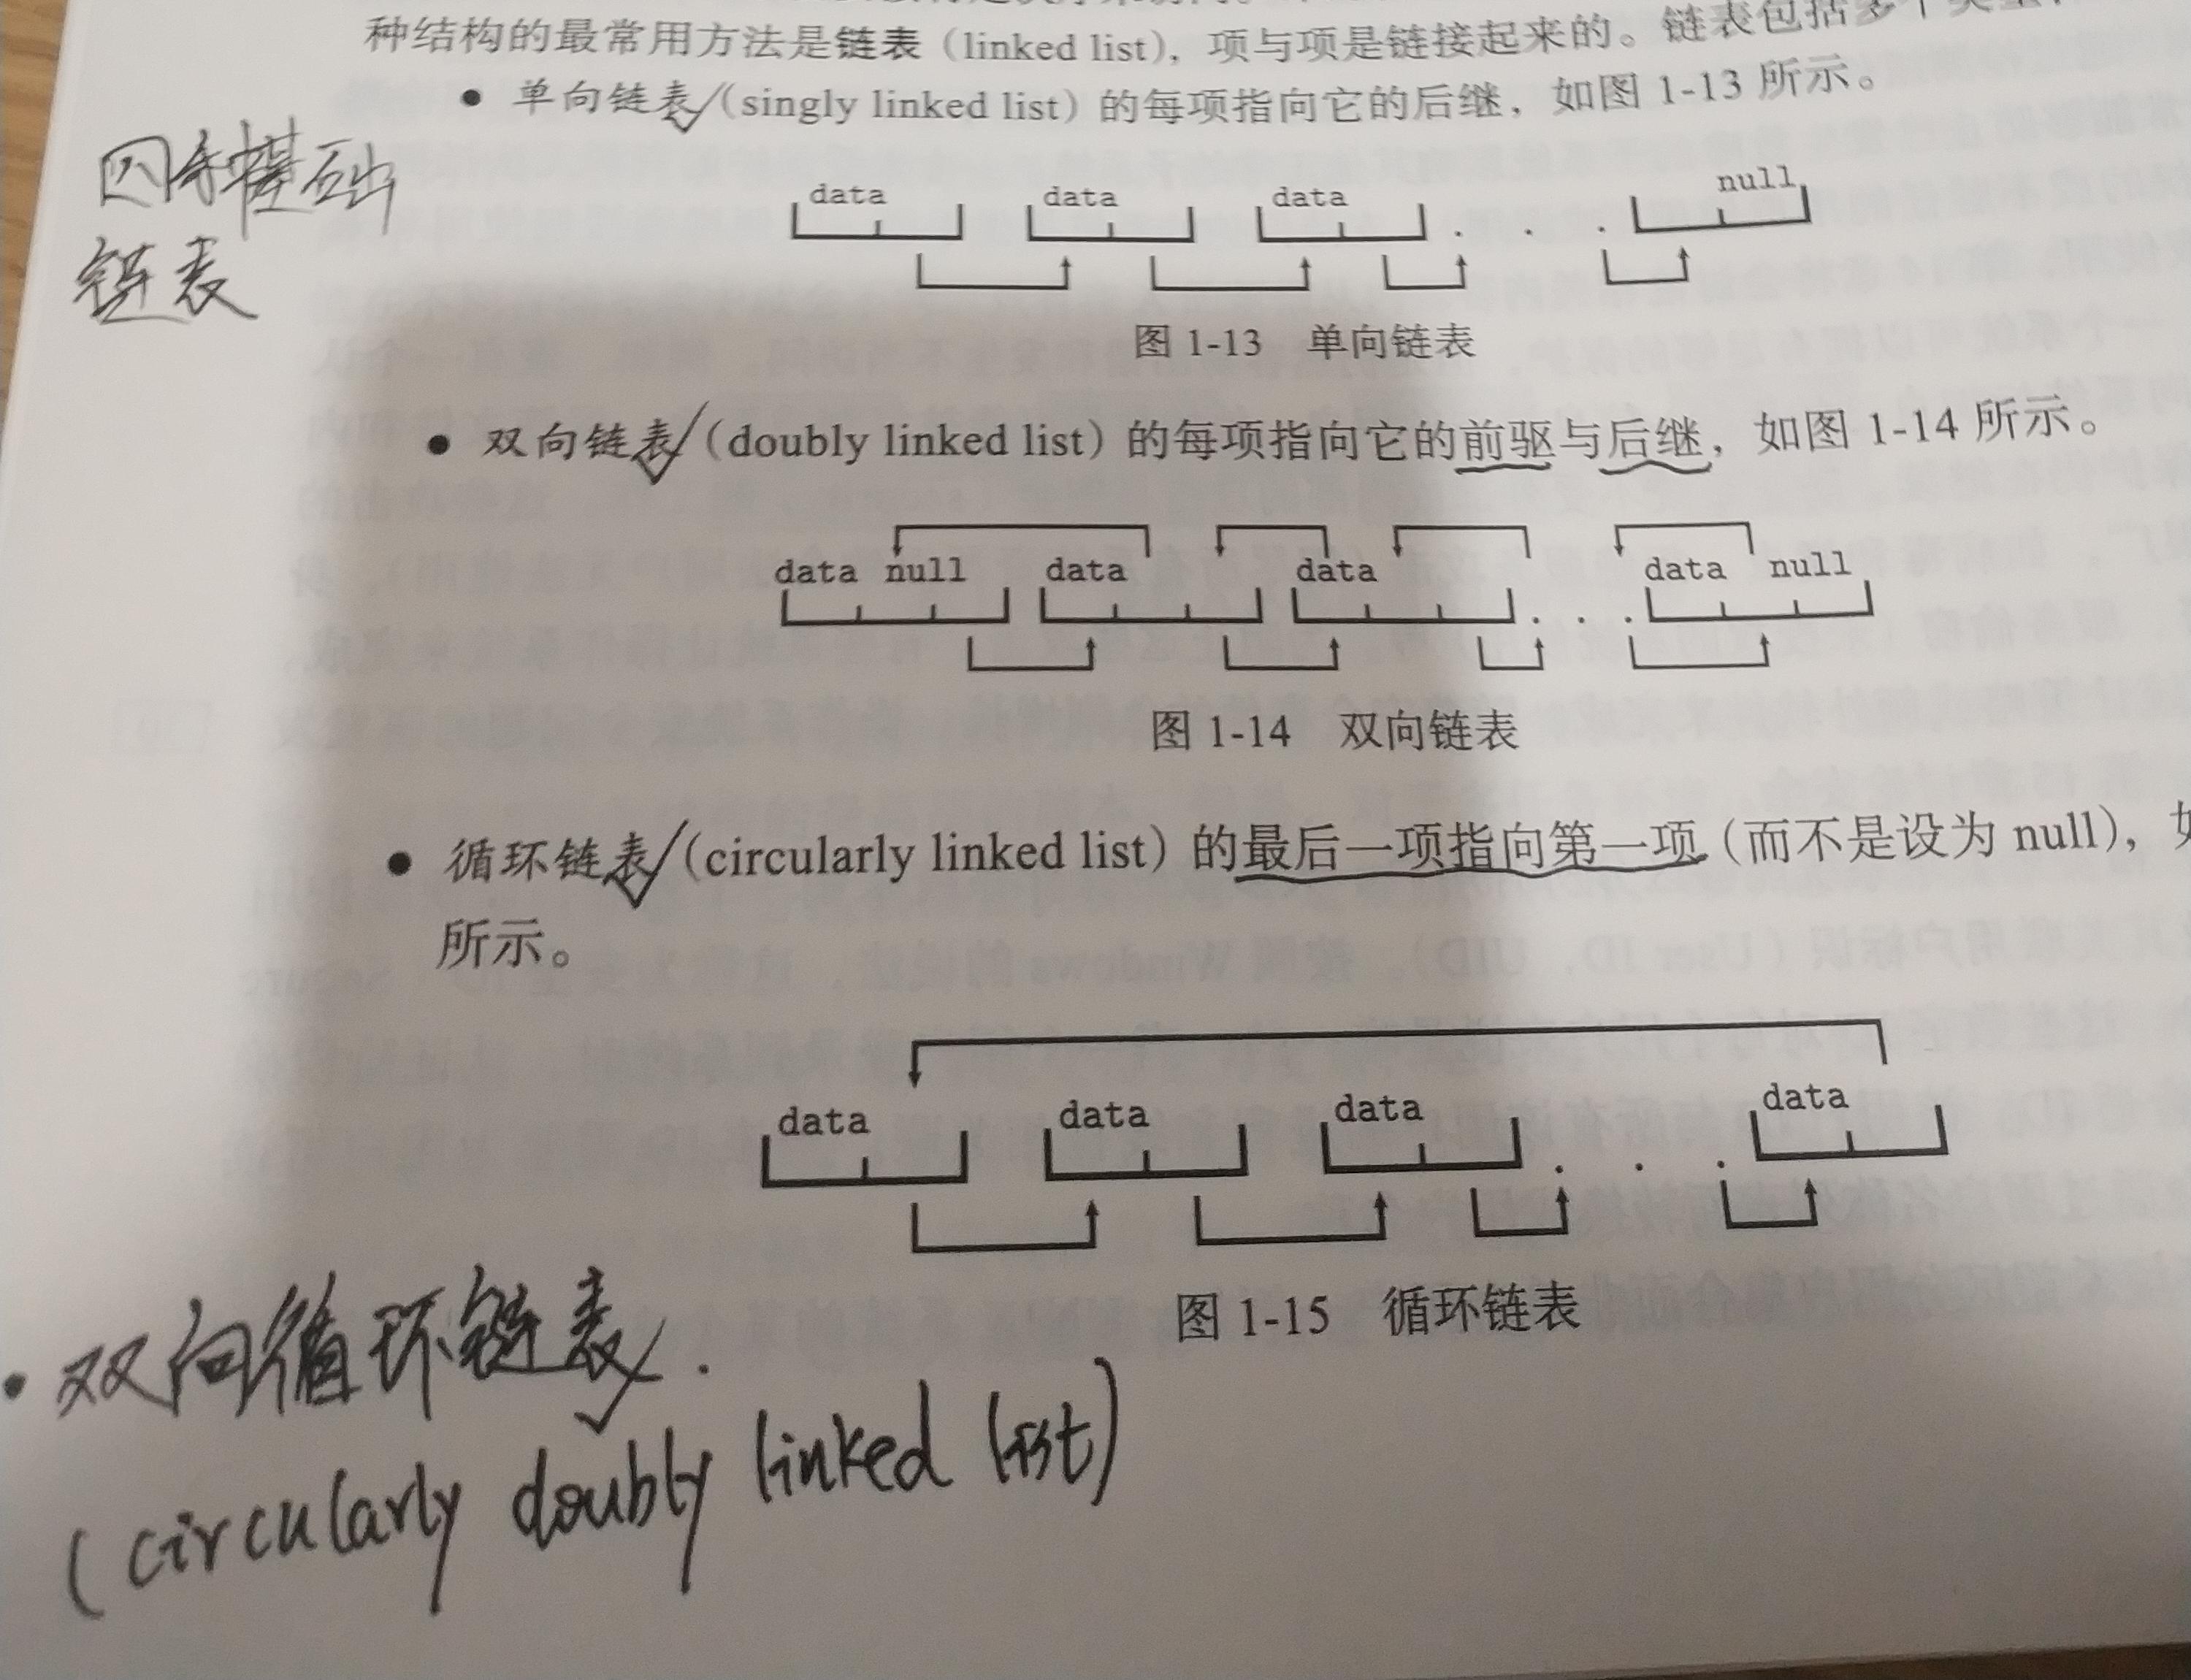 种结构的最常用方法是链表（linked list），项与项是链接起来的。链表包括多个类型
• 单向链表（singly linked list）的每项指向它的后继，如图 1-13 所示。
四种基础
链表
data data data null
图 1-13 单向链表
• 双向链表（doubly linked list）的每项指向它的前驱与后继，如图 1-14 所示。
data null data data data null
图 1-14 双向链表
• 循环链表（circularly linked list）的最后一项指向第一项（而不是设为 null），如
所示。
data data data data
图 1-15 循环链表
• 双向循环链表.
(circularly doubly linked list)